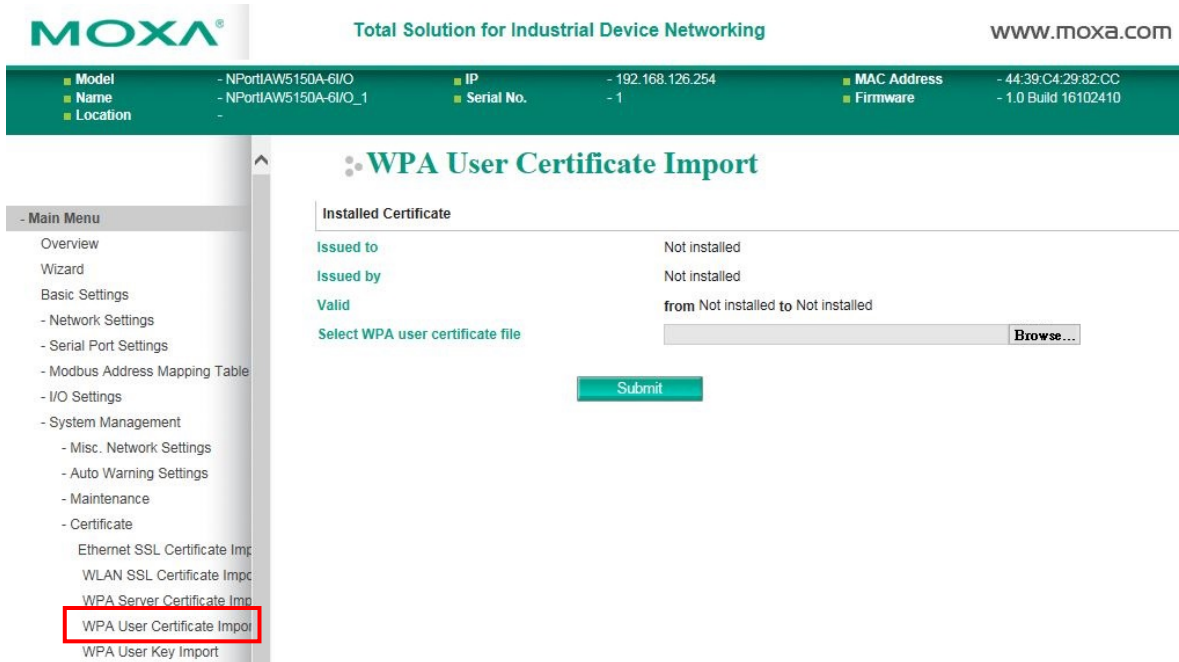 MOXA®
Total Solution for Industrial Device Networking
www.moxa.com
Model - NPortIAW5150A-6I/O IP - 192.168.126.254 MAC Address - 44:39:C4:29:82:CC
Name - NPortIAW5150A-6I/O_1 Serial No. - 1 Firmware - 1.0 Build 16102410
Location -
WPA User Certificate Import
- Main Menu
Overview
Wizard
Basic Settings
- Network Settings
- Serial Port Settings
- Modbus Address Mapping Table
- I/O Settings
- System Management
- Misc. Network Settings
- Auto Warning Settings
- Maintenance
- Certificate
Ethernet SSL Certificate Imp
WLAN SSL Certificate Impo
WPA Server Certificate Imp
WPA User Certificate Impor
WPA User Key Import
Installed Certificate
Issued to Not installed
Issued by Not installed
Valid from Not installed to Not installed
Select WPA user certificate file Browse...
Submit